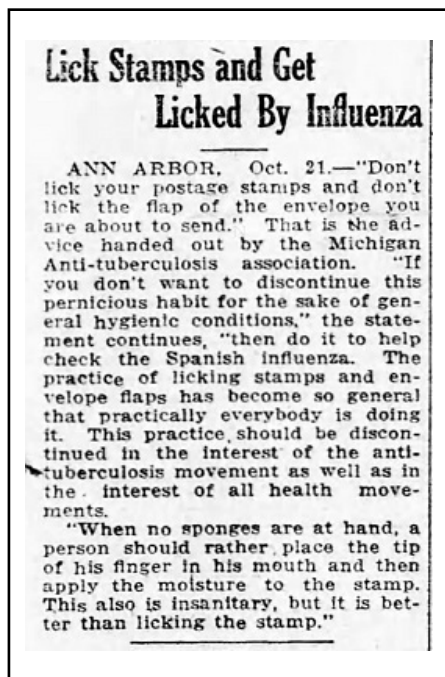 Lick Stamps and Get
Licked By Influenza
ANN ARBOR, Oct. 21.—"Don't
lick your postage stamps and don't
lick the flap of the envelope you
are about to send." That is the ad-
vice handed out by the Michigan
Anti-tuberculosis association. "If
you don't want to discontinue this
pernicious habit for the sake of gen-
eral hygienic conditions," the state-
ment continues, "then do it to help
check the Spanish influenza. The
practice of licking stamps and en-
velope flaps has become so general
that practically everybody is doing
it. This practice should be discon-
tinued in the interest of the anti-
tuberculosis movement as well as in
the interest of all health move-
ments.
"When no sponges are at hand, a
person should rather place the tip
of his finger in his mouth and then
apply the moisture to the stamp.
This also is insanitary, but it is bet-
ter than licking the stamp."